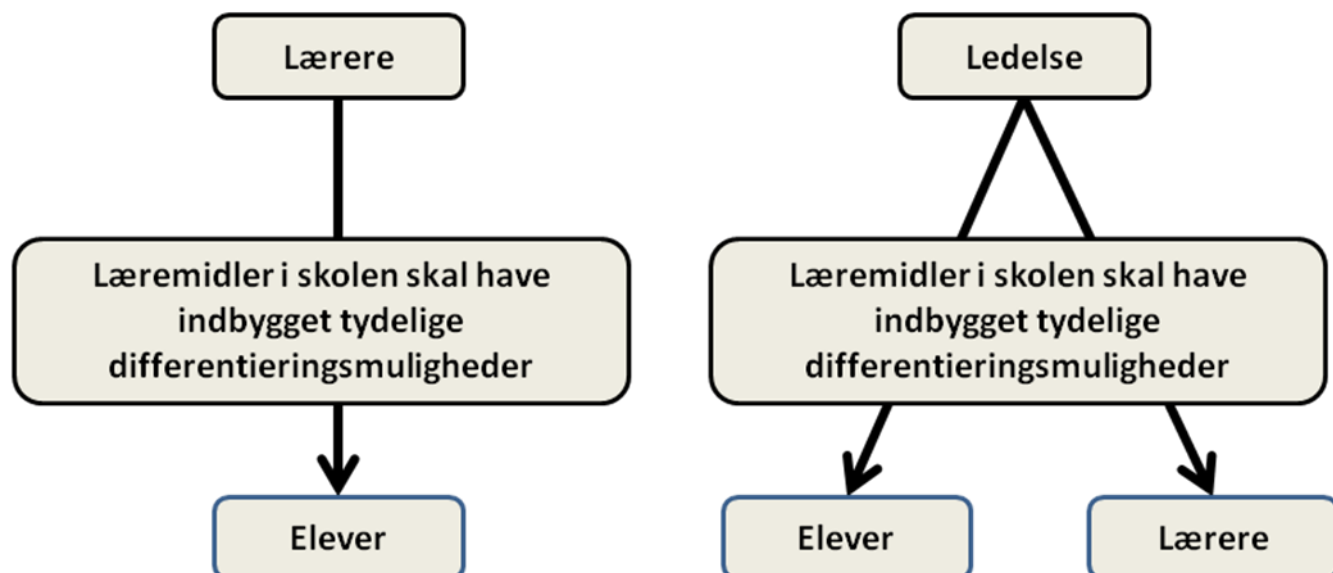 Lærere
Læremidler i skolen skal have
indbygget tydelige
differentieringsmuligheder
Elever
Ledelse
Læremidler i skolen skal have
indbygget tydelige
differentieringsmuligheder
Elever
Lærere